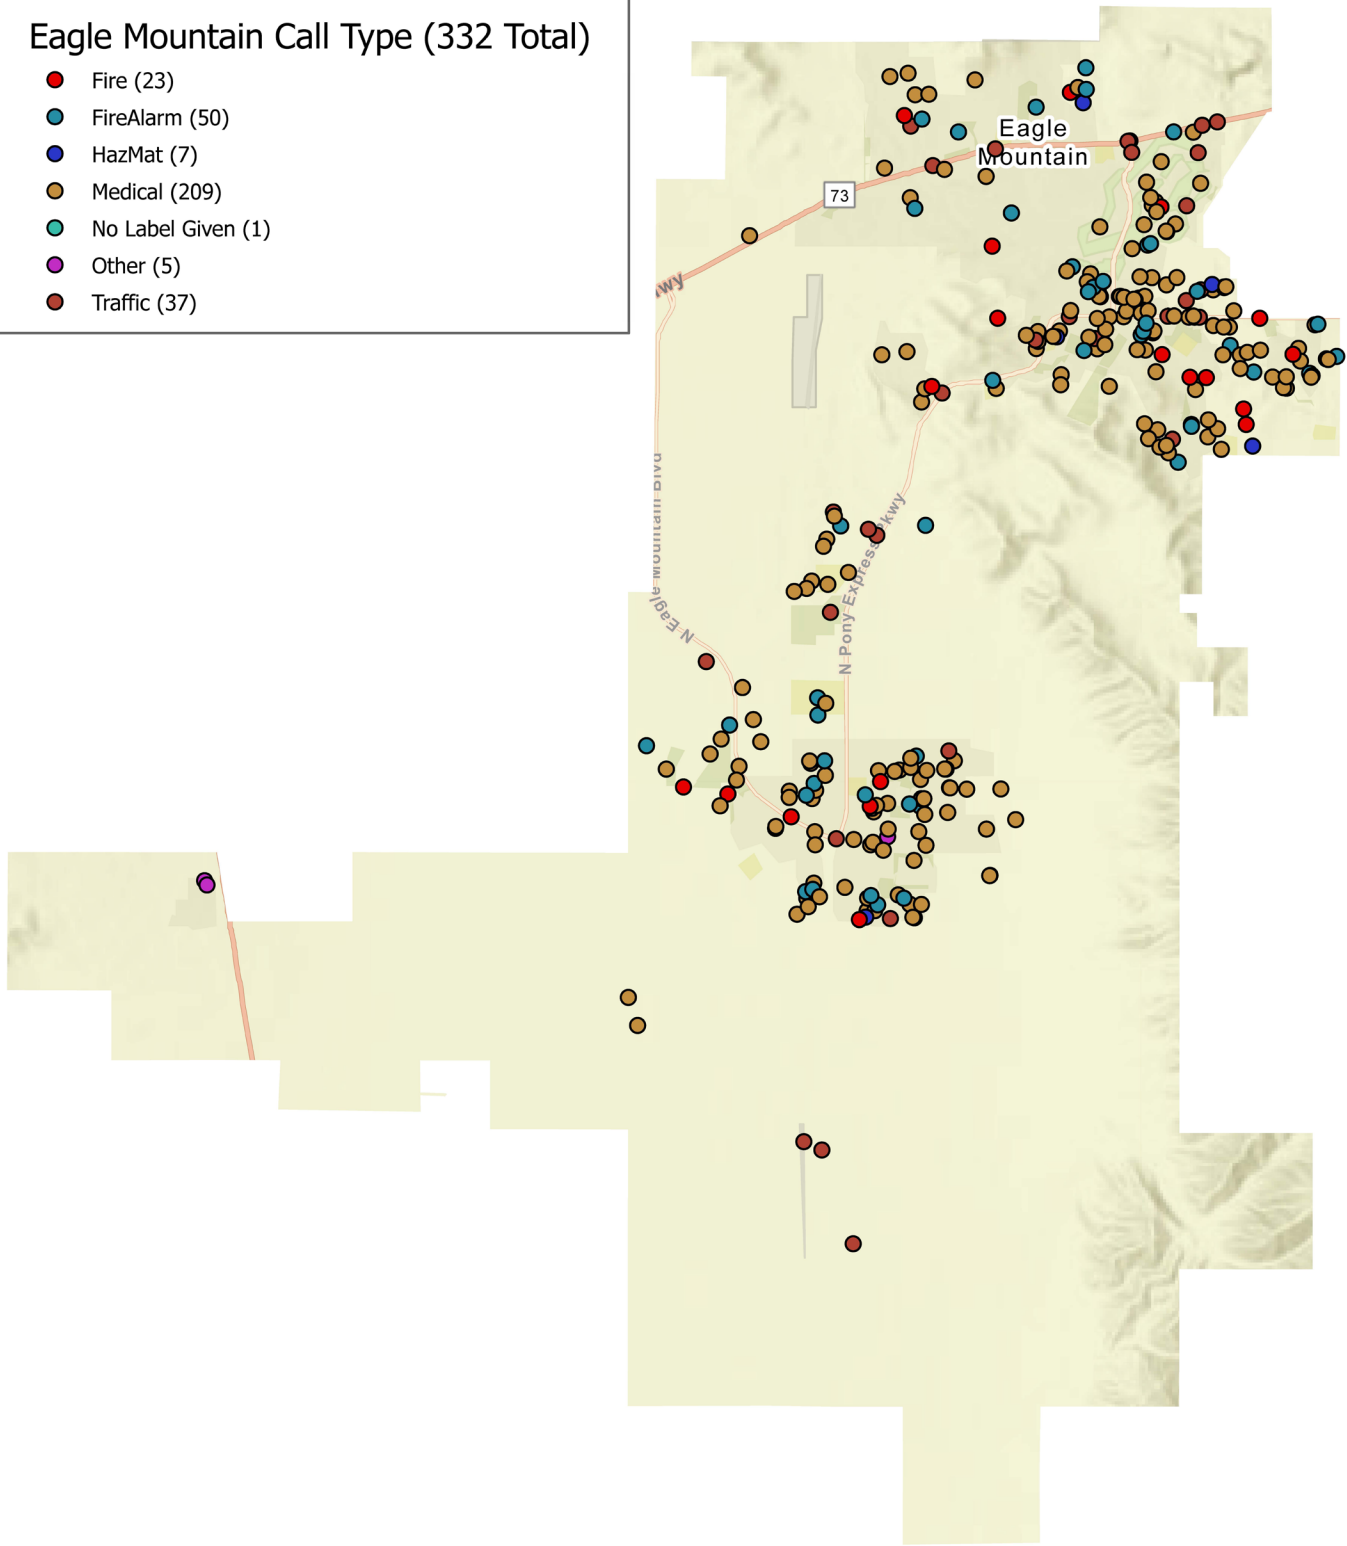 Eagle Mountain Call Type (332 Total)
Fire (23)
FireAlarm (50)
HazMat (7)
Medical (209)
No Label Given (1)
Other (5)
Traffic (37)
Eagle
Mountain
73
N Eagle Mountain Blvd
N Pony Express Pkwy